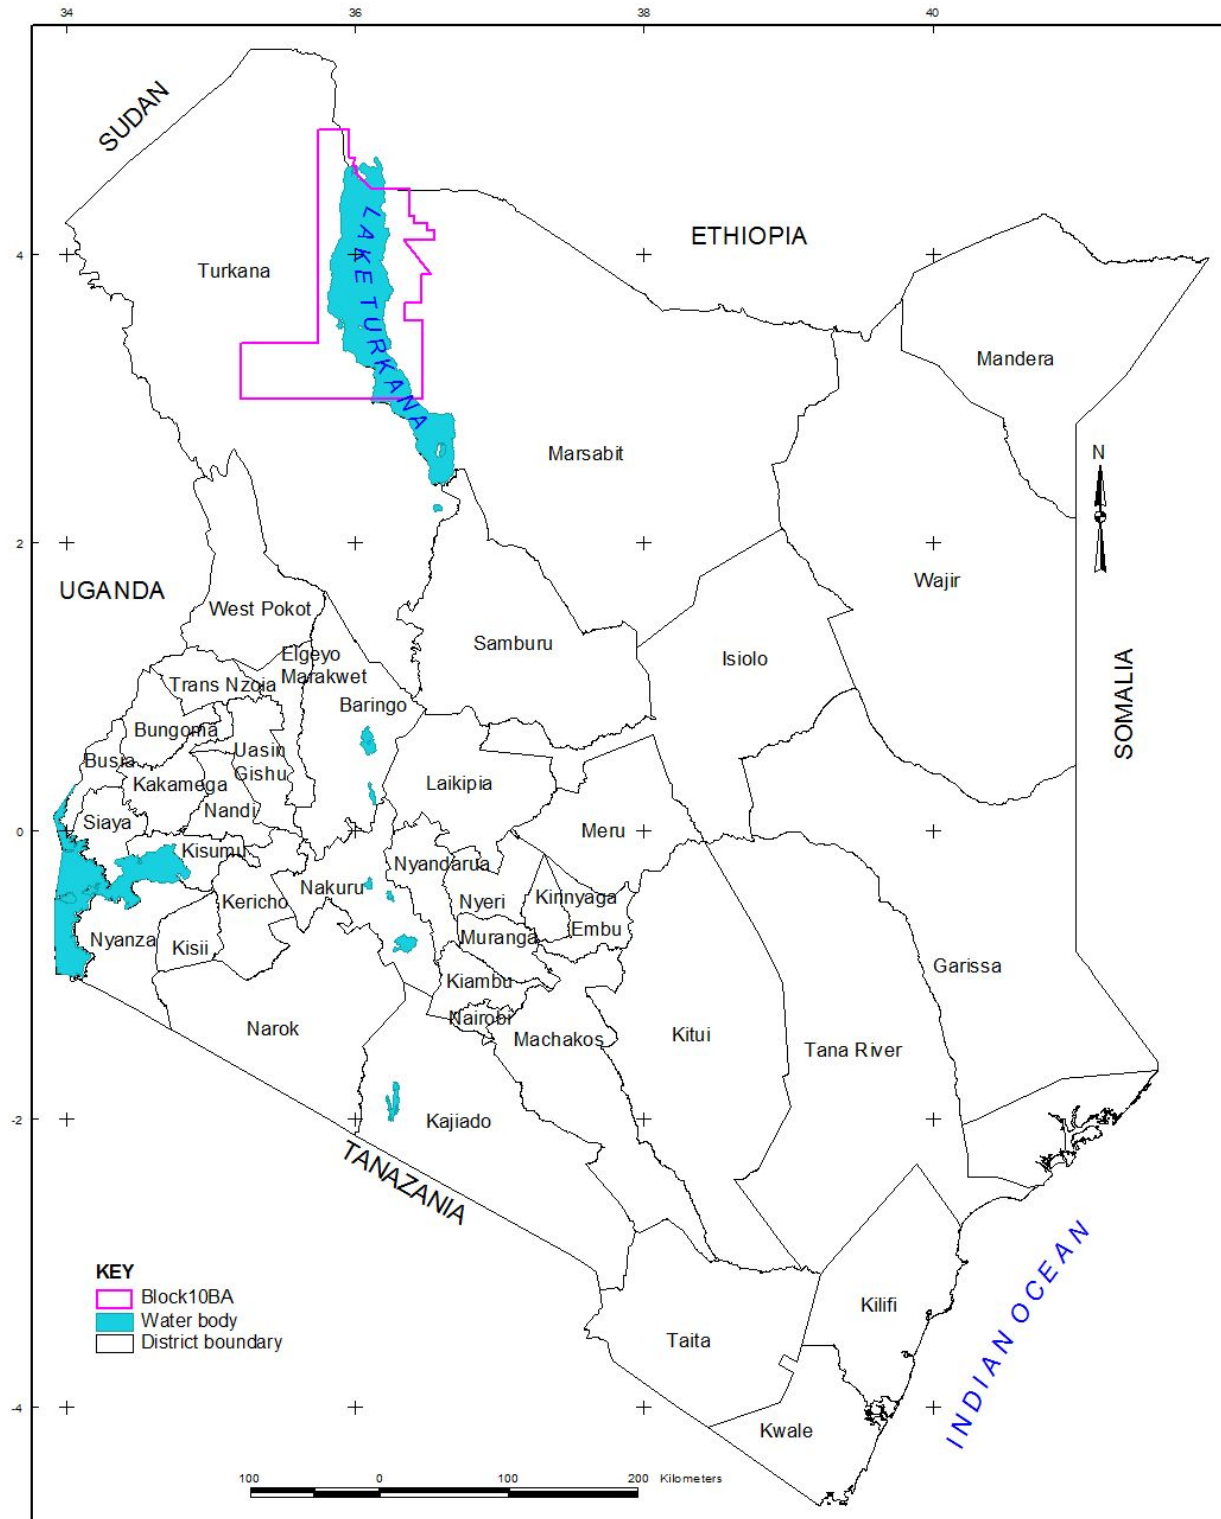 34 36 38 40
SUDAN
ETHIOPIA
4
Turkana
LAKE TURKANA
Mandera
Marsabit
N
2
Wajir
UGANDA
West Pokot
Samburu
Isiolo
SOMALIA
Elgeyo
Marakwet
Trans Nzoia
Baringo
Bungoma
Uasin
Gishu
Busia
Kakamega
Laikipia
Nandi
Siaya
0
Meru
Kisumu
Nyandarua
Nakuru
Kericho
Nyeri
Kirinyaga
Embu
Nyanza
Kisii
Muranga
Garissa
Kiambu
Nairobi
Narok
Machakos
Kitui
Tana River
-2
Kajiado
TANAZANIA
INDIAN OCEAN
KEY
Block10BA
Water body
District boundary
Kilifi
Taita
-4
Kwale
100 0 100 200 Kilometers